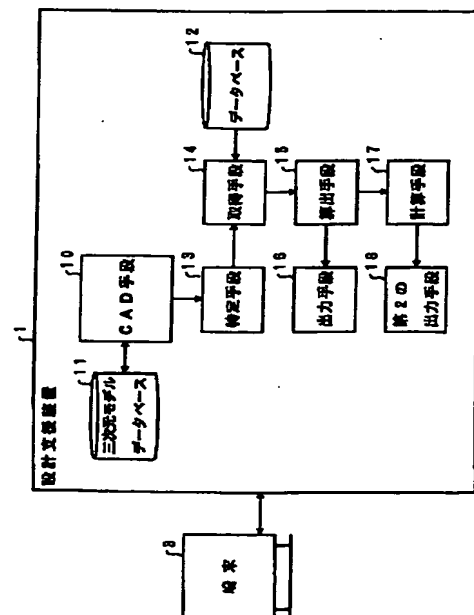 1
設計支援装置
11
三次元モデル
データベース
10
CAD手段
13
特定手段
14
取得手段
12
データベース
15
算出手段
16
出力手段
17
計算手段
18
第2の
出力手段
8
端末